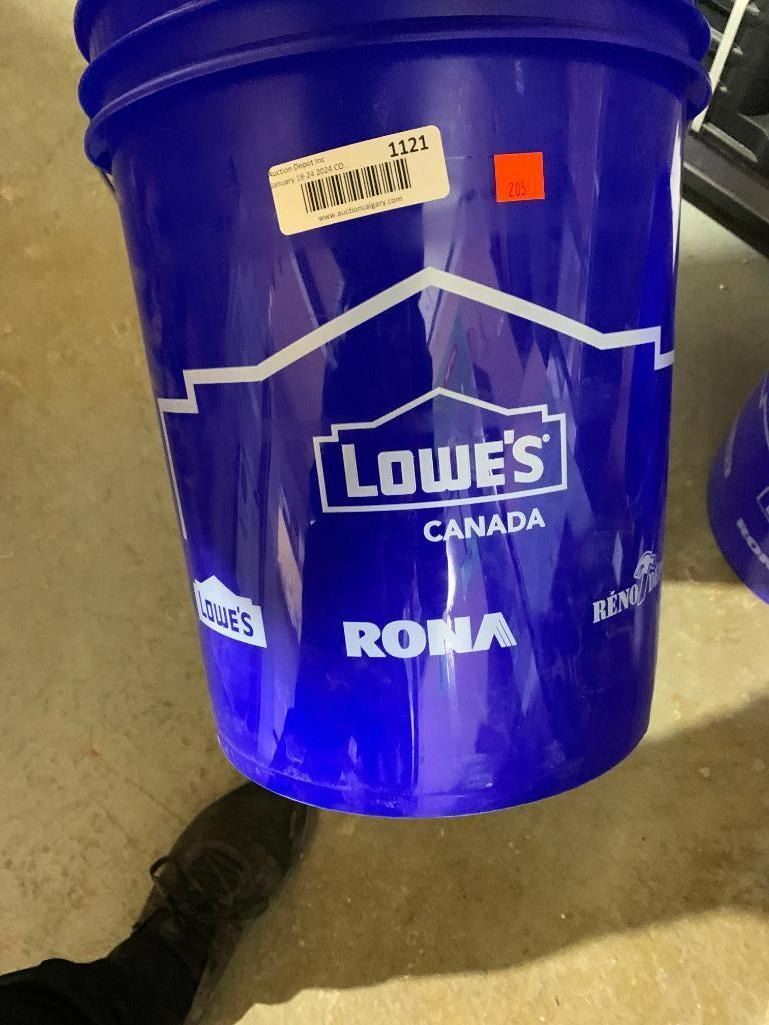 Auction Depot Inc
1121
January 19-24 2024 CO...
www.auctioncalgary.com
205
LOWE'S®
CANADA
LOWE'S
RONA
RÉNO